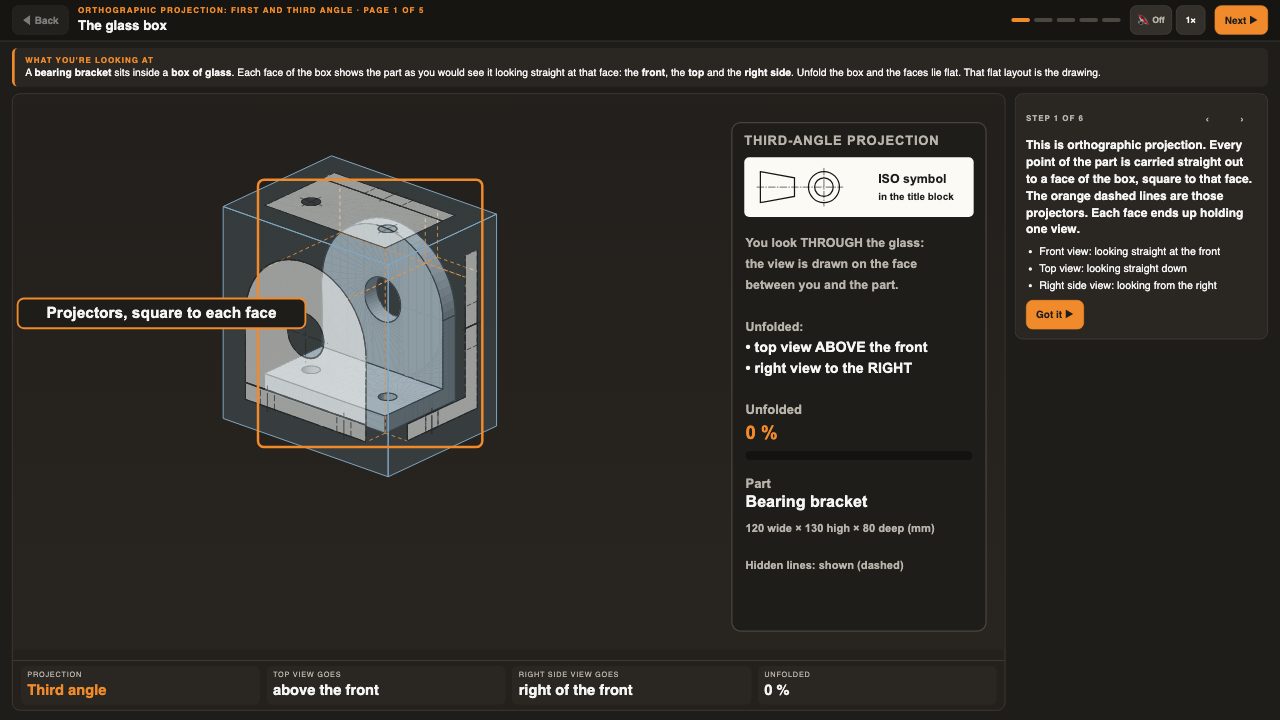 ◀ Back
ORTHOGRAPHIC PROJECTION: FIRST AND THIRD ANGLE · PAGE 1 OF 5
The glass box
Off
1×
Next ▶
WHAT YOU'RE LOOKING AT
A bearing bracket sits inside a box of glass. Each face of the box shows the part as you would see it looking straight at that face: the front, the top and the right side. Unfold the box and the faces lie flat. That flat layout is the drawing.
Projectors, square to each face
THIRD-ANGLE PROJECTION
ISO symbol
in the title block
You look THROUGH the glass:
the view is drawn on the face
between you and the part.
Unfolded:
• top view ABOVE the front
• right view to the RIGHT
Unfolded
0 %
Part
Bearing bracket
120 wide × 130 high × 80 deep (mm)
Hidden lines: shown (dashed)
STEP 1 OF 6
‹ ›
This is orthographic projection. Every
point of the part is carried straight out
to a face of the box, square to that face.
The orange dashed lines are those
projectors. Each face ends up holding
one view.
• Front view: looking straight at the front
• Top view: looking straight down
• Right side view: looking from the right
Got it ▶
PROJECTION
Third angle
TOP VIEW GOES
above the front
RIGHT SIDE VIEW GOES
right of the front
UNFOLDED
0 %